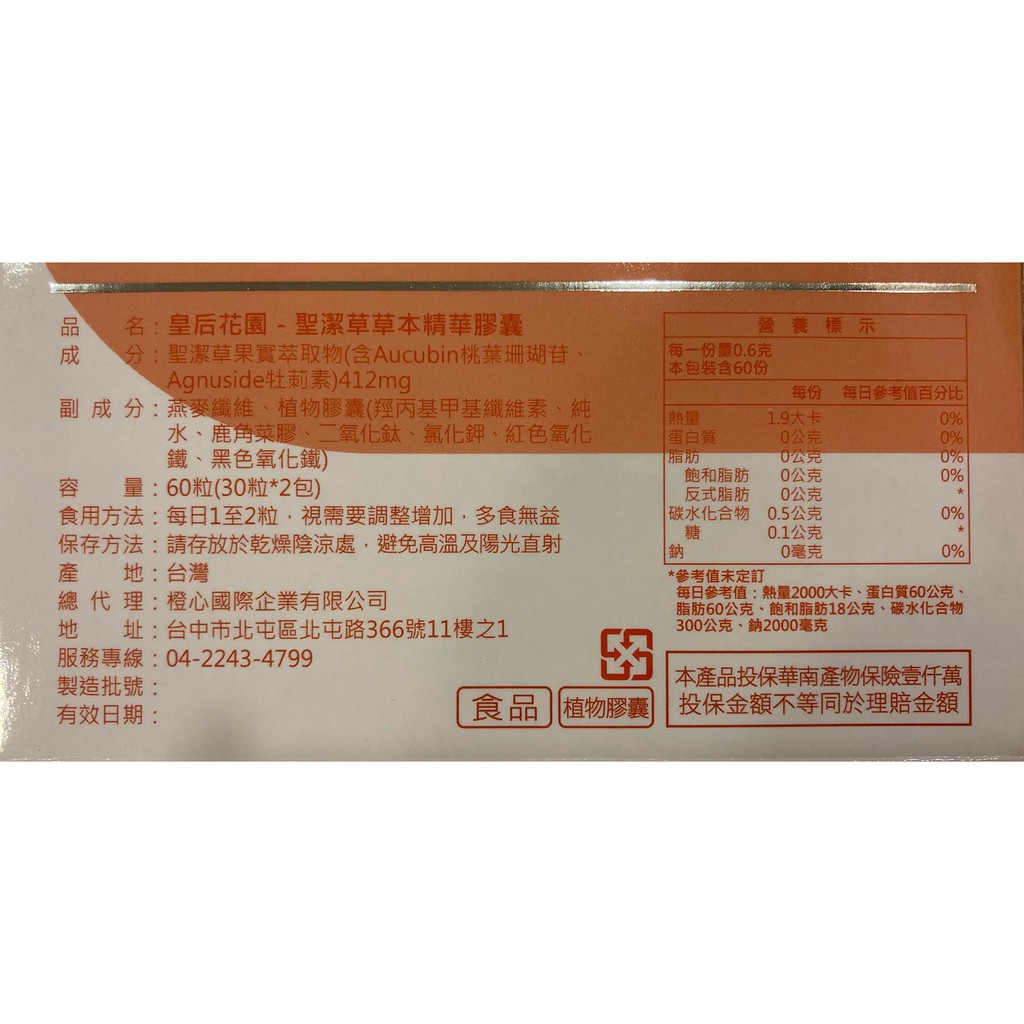 品名：皇后花園 - 聖潔草草本精華膠囊
成分：聖潔草果實萃取物(含Aucubin桃葉珊瑚苷、
Agnuside牡荊素)412mg
副成分：燕麥纖維、植物膠囊(羥丙基甲基纖維素、純
水、鹿角菜膠、二氧化鈦、氯化鉀、紅色氧化
鐵、黑色氧化鐵)
容量：60粒(30粒*2包)
食用方法：每日1至2粒，視需要調整增加，多食無益
保存方法：請存放於乾燥陰涼處，避免高溫及陽光直射
產地：台灣
總代理：橙心國際企業有限公司
地址：台中市北屯區北屯路366號11樓之1
服務專線：04-2243-4799
製造批號：
有效日期：
食品
植物膠囊
營養標示
每一份量0.6克
本包裝含60份
每份 每日參考值百分比
熱量 1.9大卡 0%
蛋白質 0公克 0%
脂肪 0公克 0%
飽和脂肪 0公克 0%
反式脂肪 0公克 *
碳水化合物 0.5公克 0%
糖 0.1公克 *
鈉 0毫克 0%
*參考值未定訂
每日參考值：熱量2000大卡、蛋白質60公克、
脂肪60公克、飽和脂肪18公克、碳水化合物
300公克、鈉2000毫克
本產品投保華南產物保險壹仟萬
投保金額不等同於理賠金額